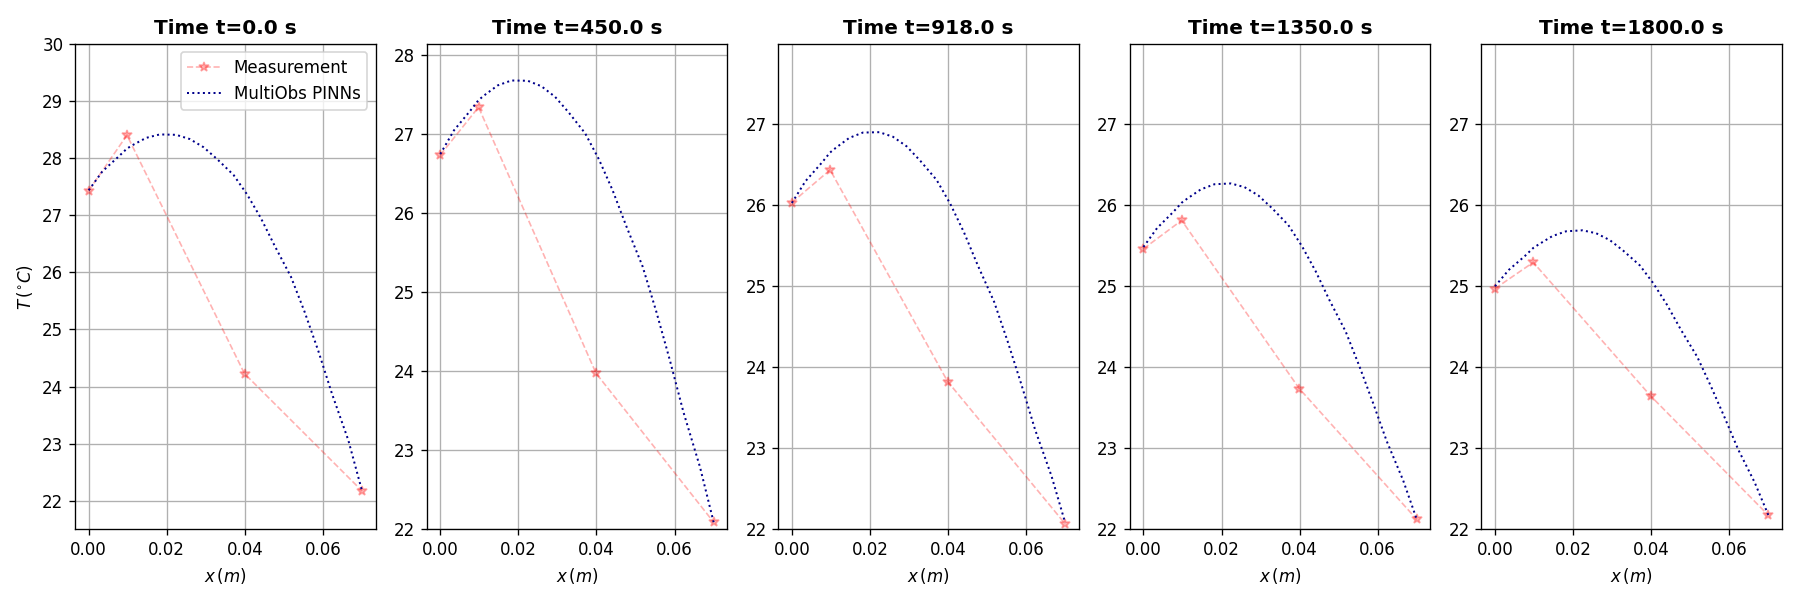 Time t=0.0 s
Time t=450.0 s
Time t=918.0 s
Time t=1350.0 s
Time t=1800.0 s
Measurement
MultiObs PINNs
T (°C)
30
29
28
27
26
25
24
23
22
0.00 0.02 0.04 0.06
x (m)
28
27
26
25
24
23
22
0.00 0.02 0.04 0.06
x (m)
27
26
25
24
23
22
0.00 0.02 0.04 0.06
x (m)
27
26
25
24
23
22
0.00 0.02 0.04 0.06
x (m)
27
26
25
24
23
22
0.00 0.02 0.04 0.06
x (m)